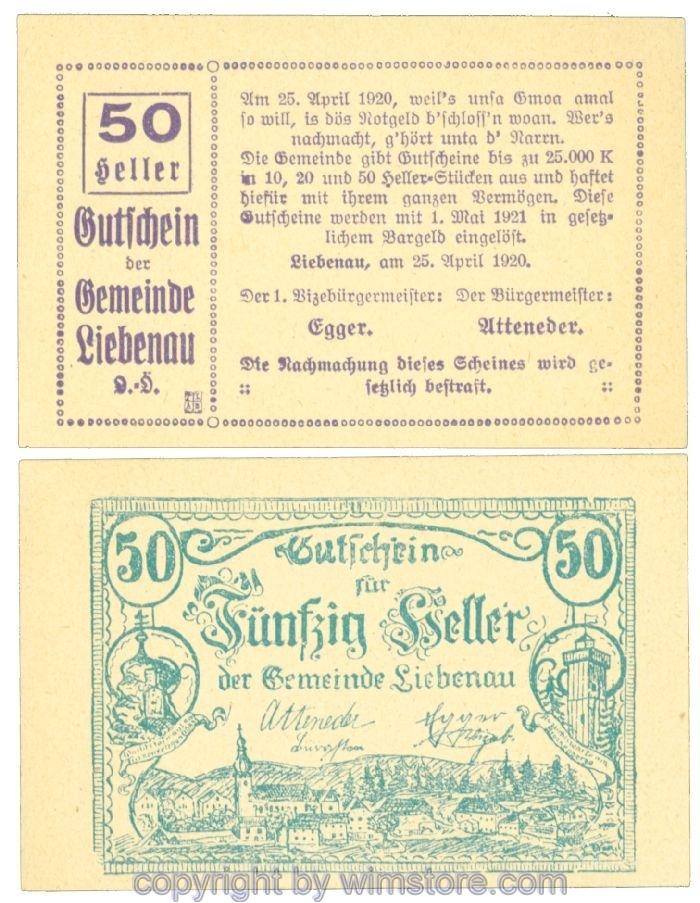 50
Heller
Gutschein
der
Gemeinde
Liebenau
O.-Ö.
Am 25. April 1920, weil's unsa Gmoa amal
so will, is dös Notgeld b'schloss'n woan. Wer's
nachmacht, g'hört unta d' Narrn.
Die Gemeinde gibt Gutscheine bis zu 25.000 K
in 10, 20 und 50 Heller-Stücken aus und haftet
hiefür mit ihrem ganzen Vermögen. Diese
Gutscheine werden mit 1. Mai 1921 in gesetz-
lichem Bargeld eingelöst.
Liebenau, am 25. April 1920.
Der 1. Vizebürgermeister: Der Bürgermeister:
Egger. Atteneder.
Die Nachmachung dieses Scheines wird ge-
:: setzlich bestraft. ::
50 50
Gutschein
für
Fünfzig Heller
der Gemeinde Liebenau
Atteneder Egger
copyright by wimstore.com